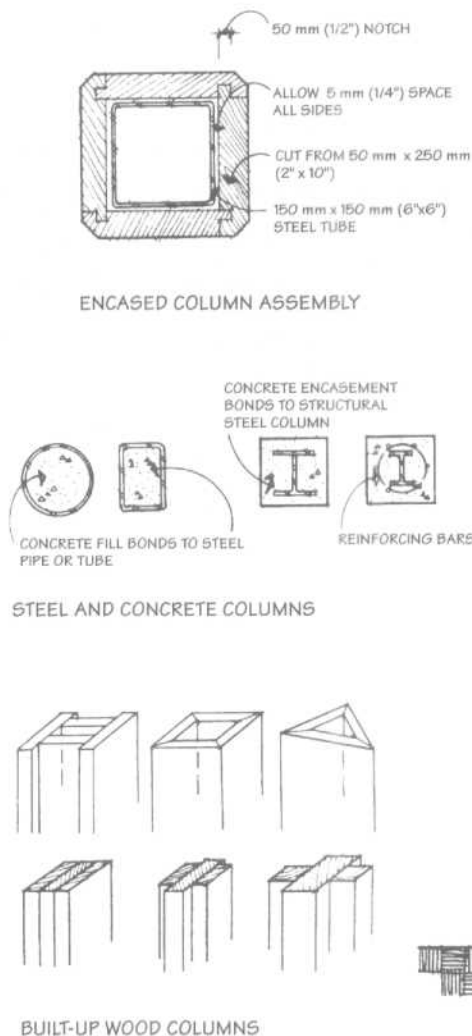 50 mm (1/2") NOTCH
ALLOW 5 mm (1/4") SPACE
ALL SIDES
CUT FROM 50 mm x 250 mm
(2" x 10")
150 mm x 150 mm (6"x6")
STEEL TUBE
ENCASED COLUMN ASSEMBLY
CONCRETE ENCASEMENT
BONDS TO STRUCTURAL
STEEL COLUMN
CONCRETE FILL BONDS TO STEEL
PIPE OR TUBE
REINFORCING BARS
STEEL AND CONCRETE COLUMNS
BUILT-UP WOOD COLUMNS